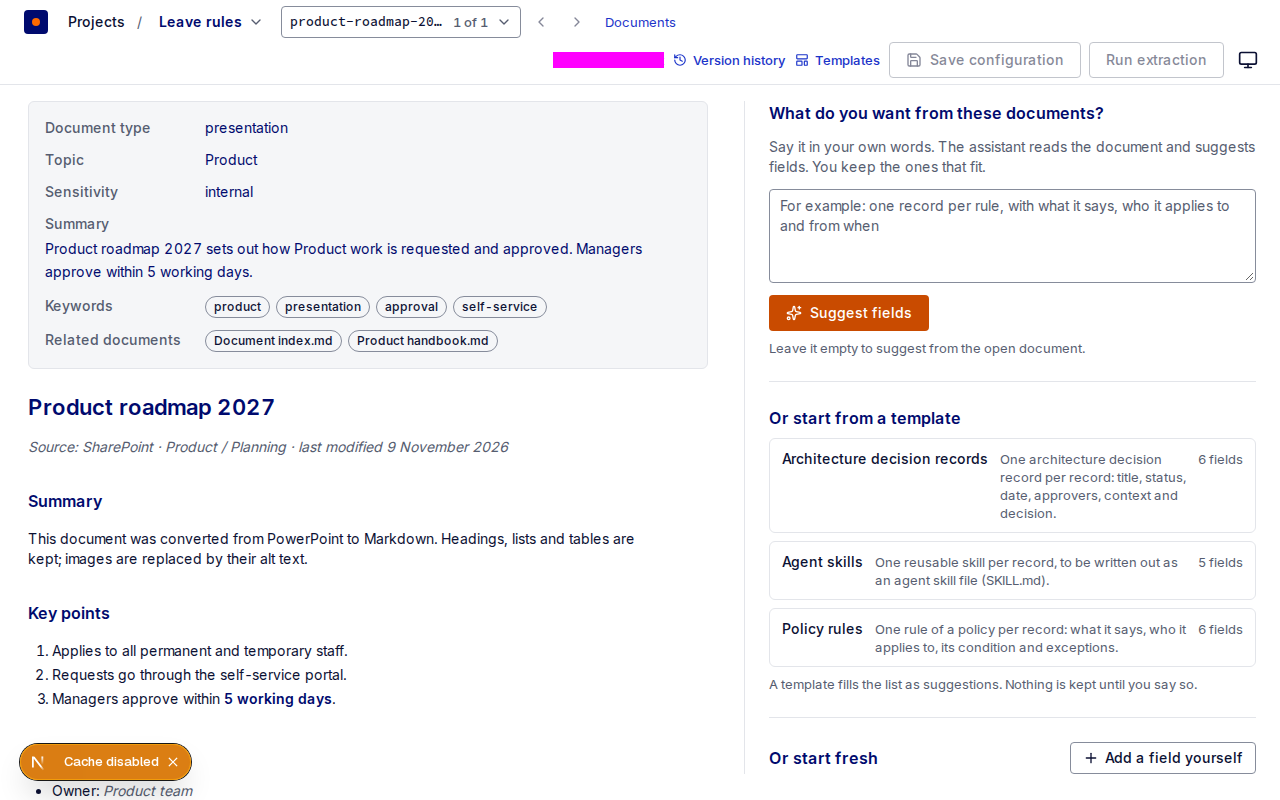 Projects / Leave rules
product-roadmap-20… 1 of 1
Documents
Version history
Templates
Save configuration
Run extraction
Document type presentation
Topic Product
Sensitivity internal
Summary
Product roadmap 2027 sets out how Product work is requested and approved. Managers
approve within 5 working days.
Keywords product presentation approval self-service
Related documents Document index.md Product handbook.md
Product roadmap 2027
Source: SharePoint · Product / Planning · last modified 9 November 2026
Summary
This document was converted from PowerPoint to Markdown. Headings, lists and tables are
kept; images are replaced by their alt text.
Key points
1. Applies to all permanent and temporary staff.
2. Requests go through the self-service portal.
3. Managers approve within 5 working days.
Cache disabled
Owner: Product team
What do you want from these documents?
Say it in your own words. The assistant reads the document and suggests
fields. You keep the ones that fit.
For example: one record per rule, with what it says, who it applies to
and from when
Suggest fields
Leave it empty to suggest from the open document.
Or start from a template
Architecture decision records One architecture decision 6 fields
record per record: title, status,
date, approvers, context and
decision.
Agent skills One reusable skill per record, to be written out as 5 fields
an agent skill file (SKILL.md).
Policy rules One rule of a policy per record: what it says, who it 6 fields
applies to, its condition and exceptions.
A template fills the list as suggestions. Nothing is kept until you say so.
Or start fresh
Add a field yourself